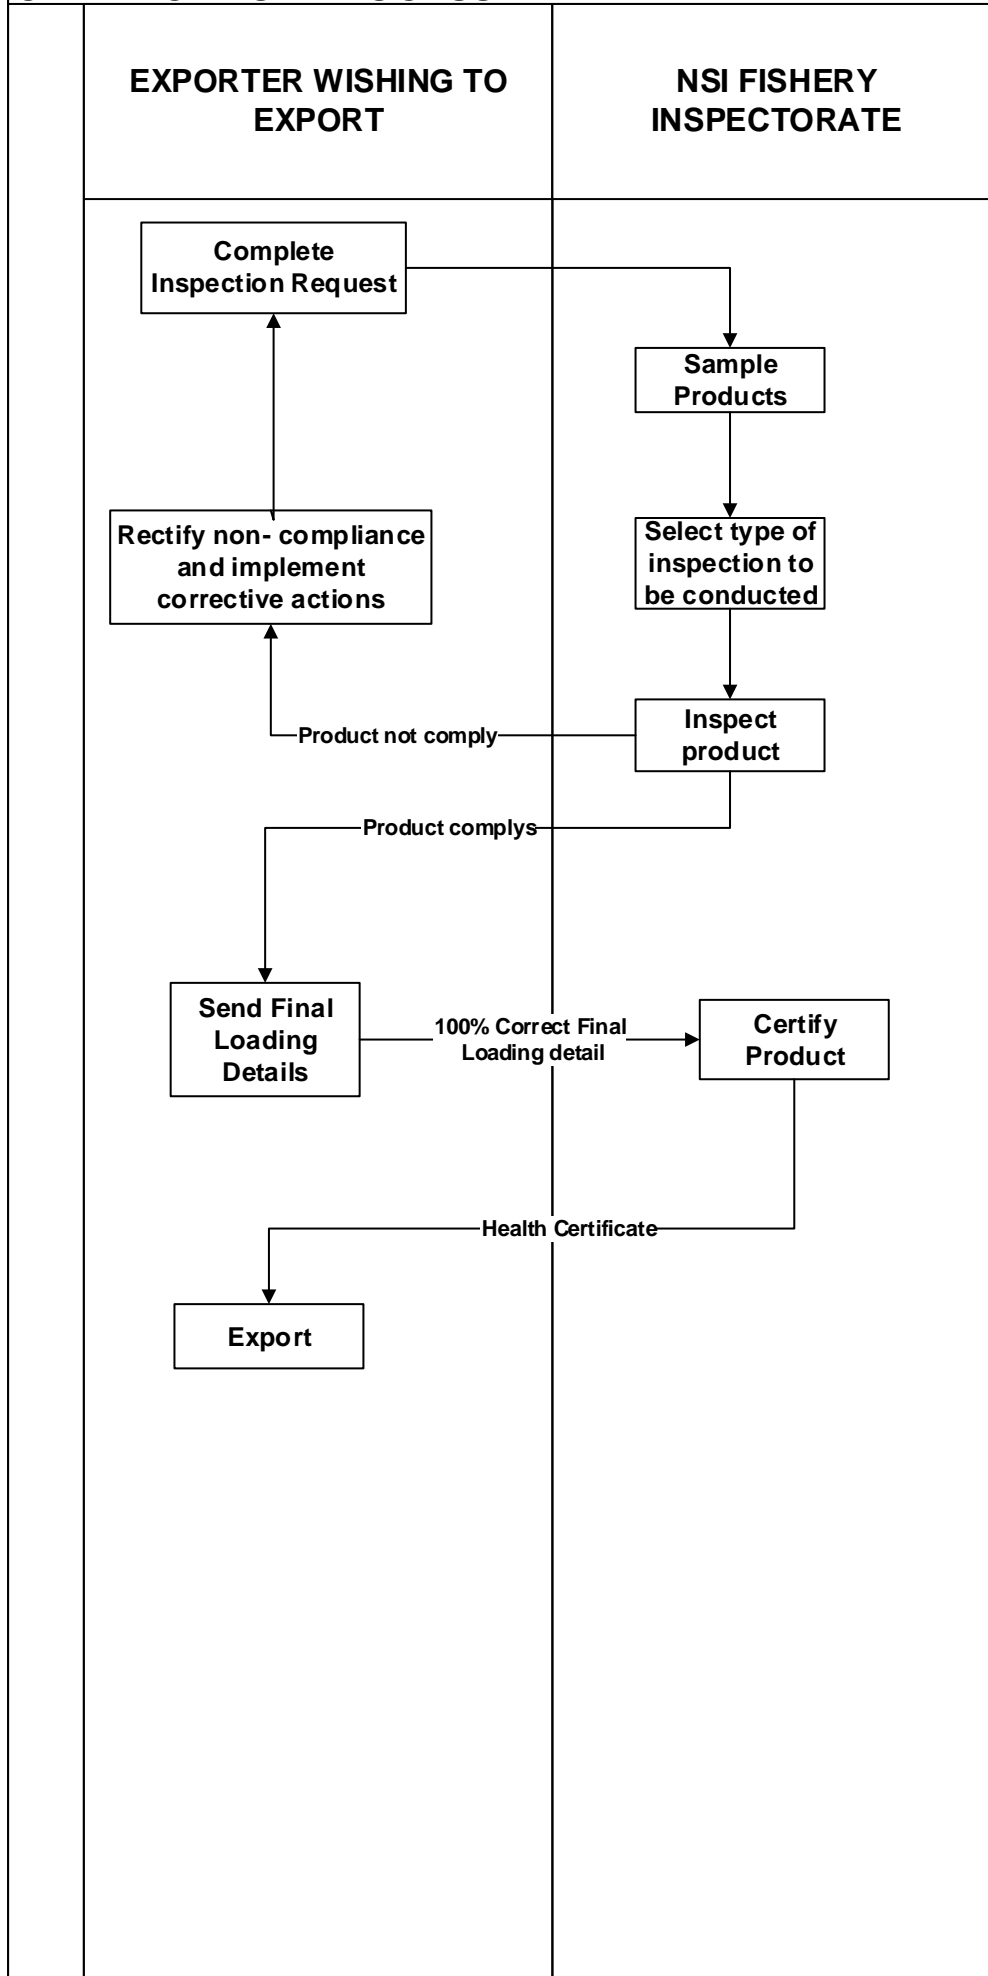 EXPORTER WISHING TO
EXPORT
NSI FISHERY
INSPECTORATE
Complete
Inspection Request
Sample
Products
Rectify non- compliance
and implement
corrective actions
Select type of
inspection to
be conducted
Inspect
product
Product not comply
Product complys
Send Final
Loading
Details
100% Correct Final
Loading detail
Certify
Product
Health Certificate
Export